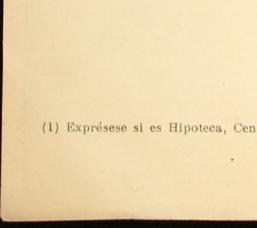 (1) Exprésese si es Hipoteca, Cen